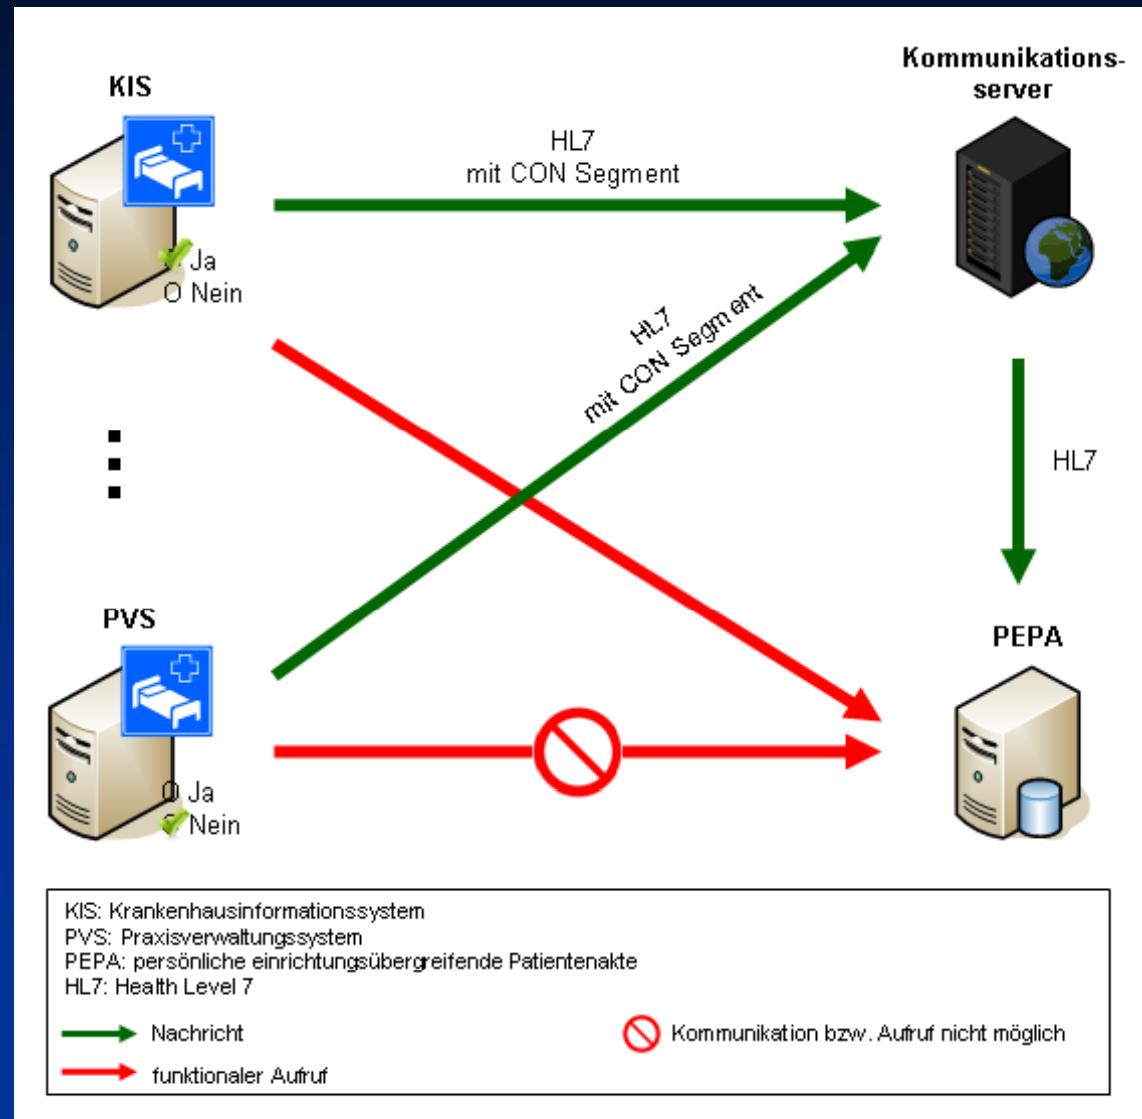 KIS
Kommunikations-
server
HL7
mit CON Segment
Ja
O Nein
HL7
mit CON Segment
HL7
PVS
PEPA
O Ja
Nein
KIS: Krankenhausinformationssystem
PVS: Praxisverwaltungssystem
PEPA: persönliche einrichtungsübergreifende Patientenakte
HL7: Health Level 7
Nachricht
Kommunikation bzw. Aufruf nicht möglich
funktionaler Aufruf